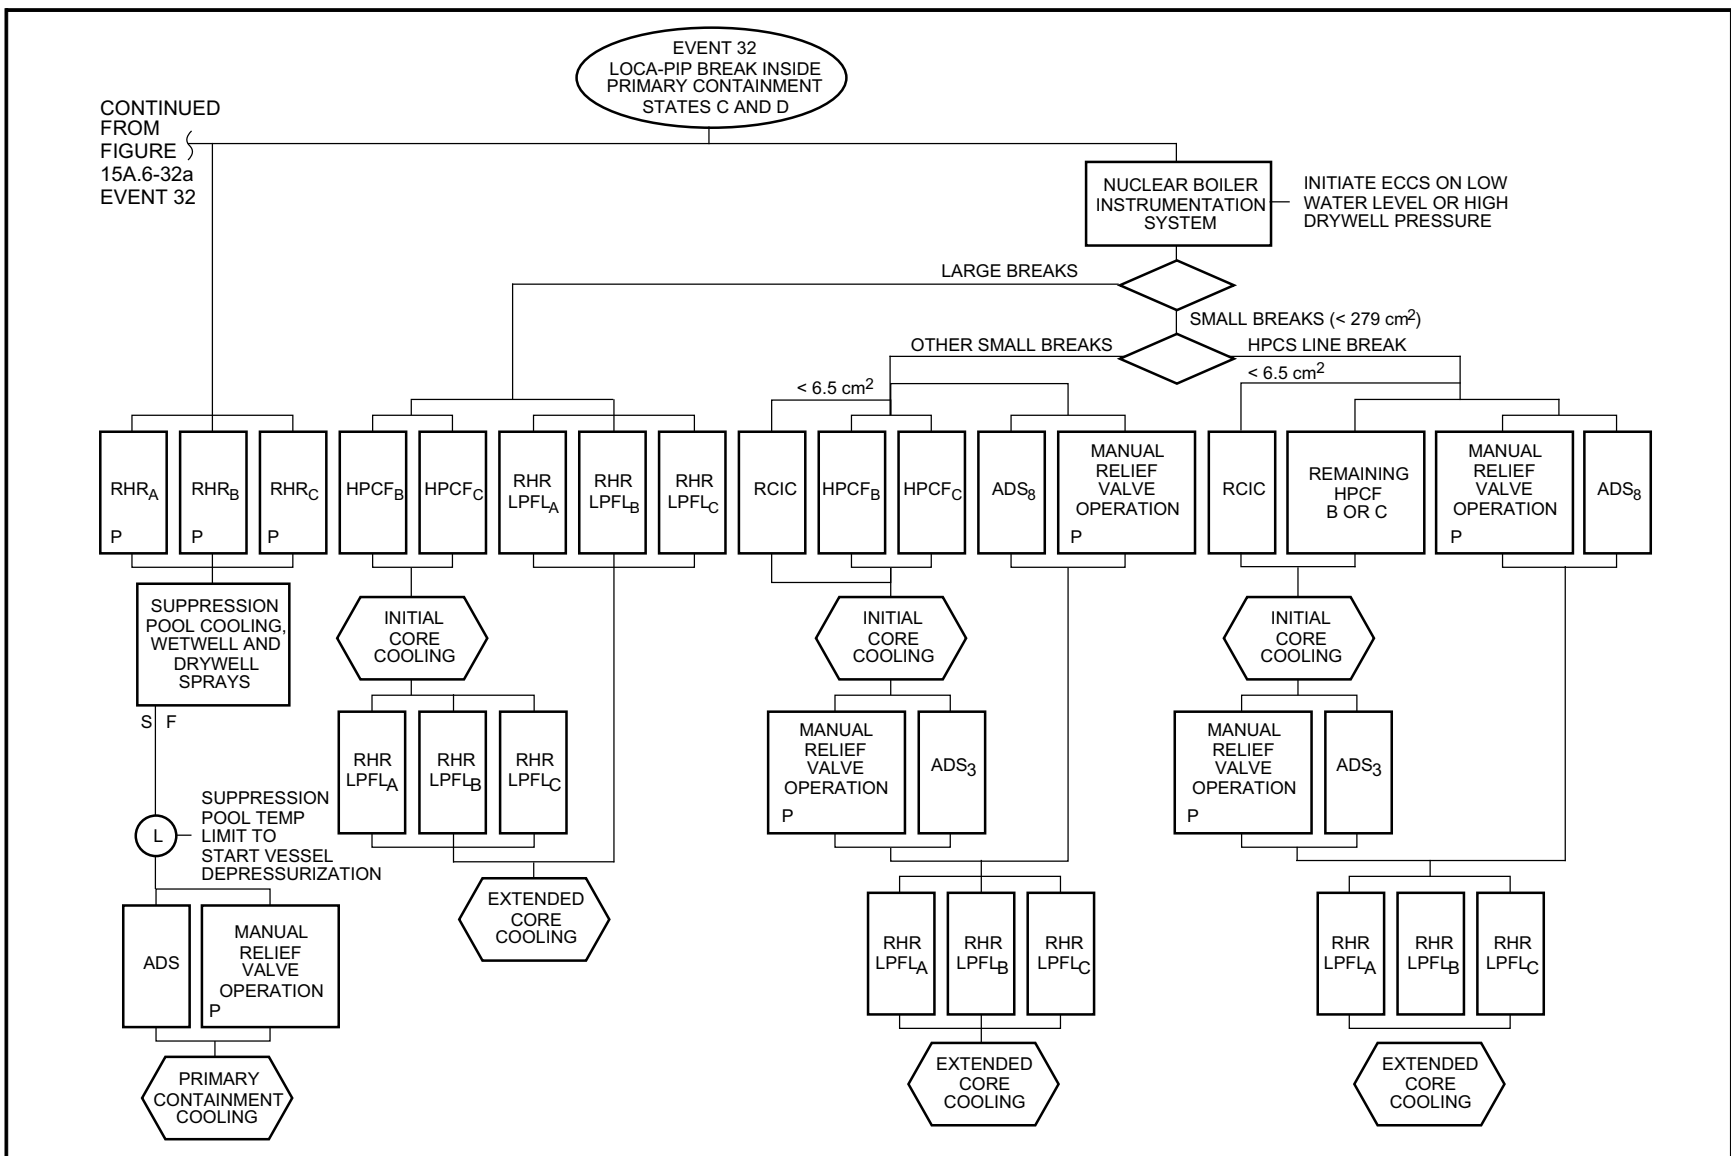 EVENT 32
LOCA-PIP BREAK INSIDE
PRIMARY CONTAINMENT
STATES C AND D
CONTINUED
FROM
FIGURE
15A.6-32a
EVENT 32
NUCLEAR BOILER
INSTRUMENTATION
SYSTEM
INITIATE ECCS ON LOW
WATER LEVEL OR HIGH
DRYWELL PRESSURE
LARGE BREAKS
SMALL BREAKS (< 279 cm²)
OTHER SMALL BREAKS
HPCS LINE BREAK
< 6.5 cm²
< 6.5 cm²
RHRA
P
RHRB
P
RHRC
P
HPCFB
HPCFC
RHR
LPFLA
RHR
LPFLB
RHR
LPFLC
RCIC
HPCFB
HPCFC
ADS8
MANUAL
RELIEF
VALVE
OPERATION
P
RCIC
REMAINING
HPCF
B OR C
MANUAL
RELIEF
VALVE
OPERATION
P
ADS8
SUPPRESSION
POOL COOLING,
WETWELL AND
DRYWELL
SPRAYS
INITIAL
CORE
COOLING
INITIAL
CORE
COOLING
INITIAL
CORE
COOLING
S F
RHR
LPFLA
RHR
LPFLB
RHR
LPFLC
MANUAL
RELIEF
VALVE
OPERATION
P
ADS3
MANUAL
RELIEF
VALVE
OPERATION
P
ADS3
L
SUPPRESSION
POOL TEMP
LIMIT TO
START VESSEL
DEPRESSURIZATION
ADS
MANUAL
RELIEF
VALVE
OPERATION
P
EXTENDED
CORE
COOLING
RHR
LPFLA
RHR
LPFLB
RHR
LPFLC
RHR
LPFLA
RHR
LPFLB
RHR
LPFLC
PRIMARY
CONTAINMENT
COOLING
EXTENDED
CORE
COOLING
EXTENDED
CORE
COOLING